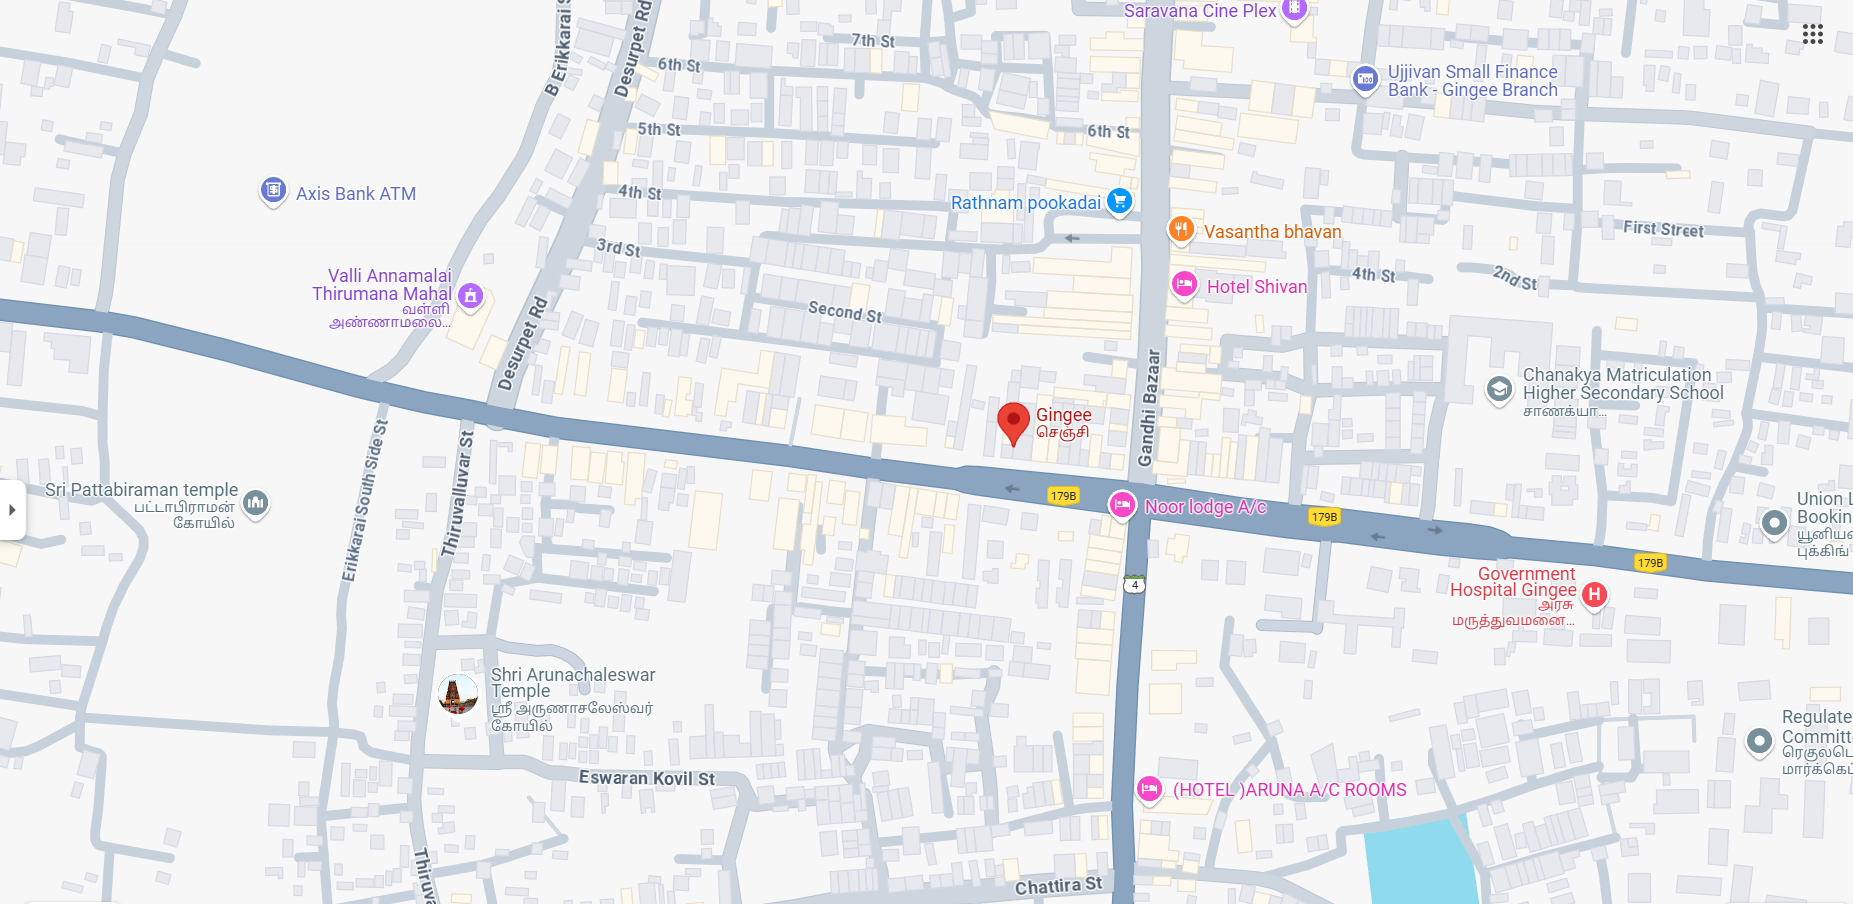 Saravana Cine Plex
B Erikkarai S
Desurpet Rd
7th St
6th St
Ujjivan Small Finance
Bank - Gingee Branch
5th St
6th St
Axis Bank ATM
4th St
Rathnam pookadai
Vasantha bhavan
First Street
3rd St
Valli Annamalai
Thirumana Mahal
வள்ளி
அண்ணாமலை...
Hotel Shivan
4th St
2nd St
Second St
Desurpet Rd
Gandhi Bazaar
Chanakya Matriculation
Higher Secondary School
சாணக்யா...
Gingee
செஞ்சி
Erikkarai South Side St
Thiruvalluvar St
Sri Pattabiraman temple
பட்டாபிராமன்
கோயில்
179B
Noor lodge A/c
179B
Union L
Bookin
யூனியன
புக்கிங்
179B
4
Government
Hospital Gingee
அரசு
மருத்துவமனை...
H
Shri Arunachaleswar
Temple
ஸ்ரீ அருணாசலேஸ்வர்
கோயில்
Regulate
Committe
ரெகுலடெ
மார்க்கெட
Eswaran Kovil St
(HOTEL )ARUNA A/C ROOMS
Thiruva
Chattira St